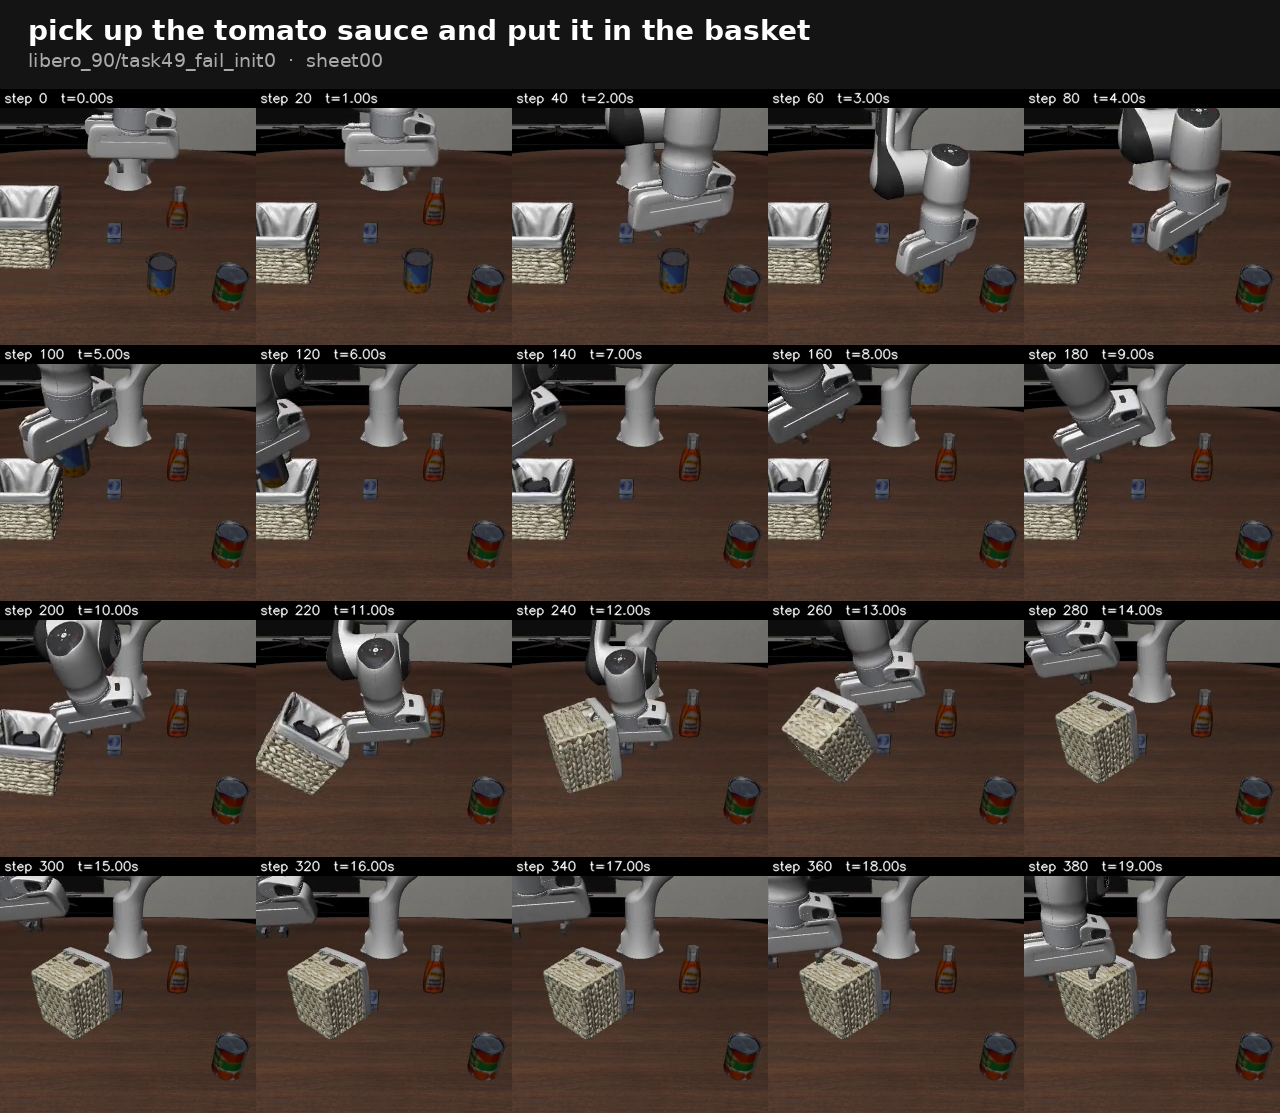 pick up the tomato sauce and put it in the basket
libero_90/task49_fail_init0 · sheet00
step 0 t=0.00s
step 20 t=1.00s
step 40 t=2.00s
step 60 t=3.00s
step 80 t=4.00s
step 100 t=5.00s
step 120 t=6.00s
step 140 t=7.00s
step 160 t=8.00s
step 180 t=9.00s
step 200 t=10.00s
step 220 t=11.00s
step 240 t=12.00s
step 260 t=13.00s
step 280 t=14.00s
step 300 t=15.00s
step 320 t=16.00s
step 340 t=17.00s
step 360 t=18.00s
step 380 t=19.00s